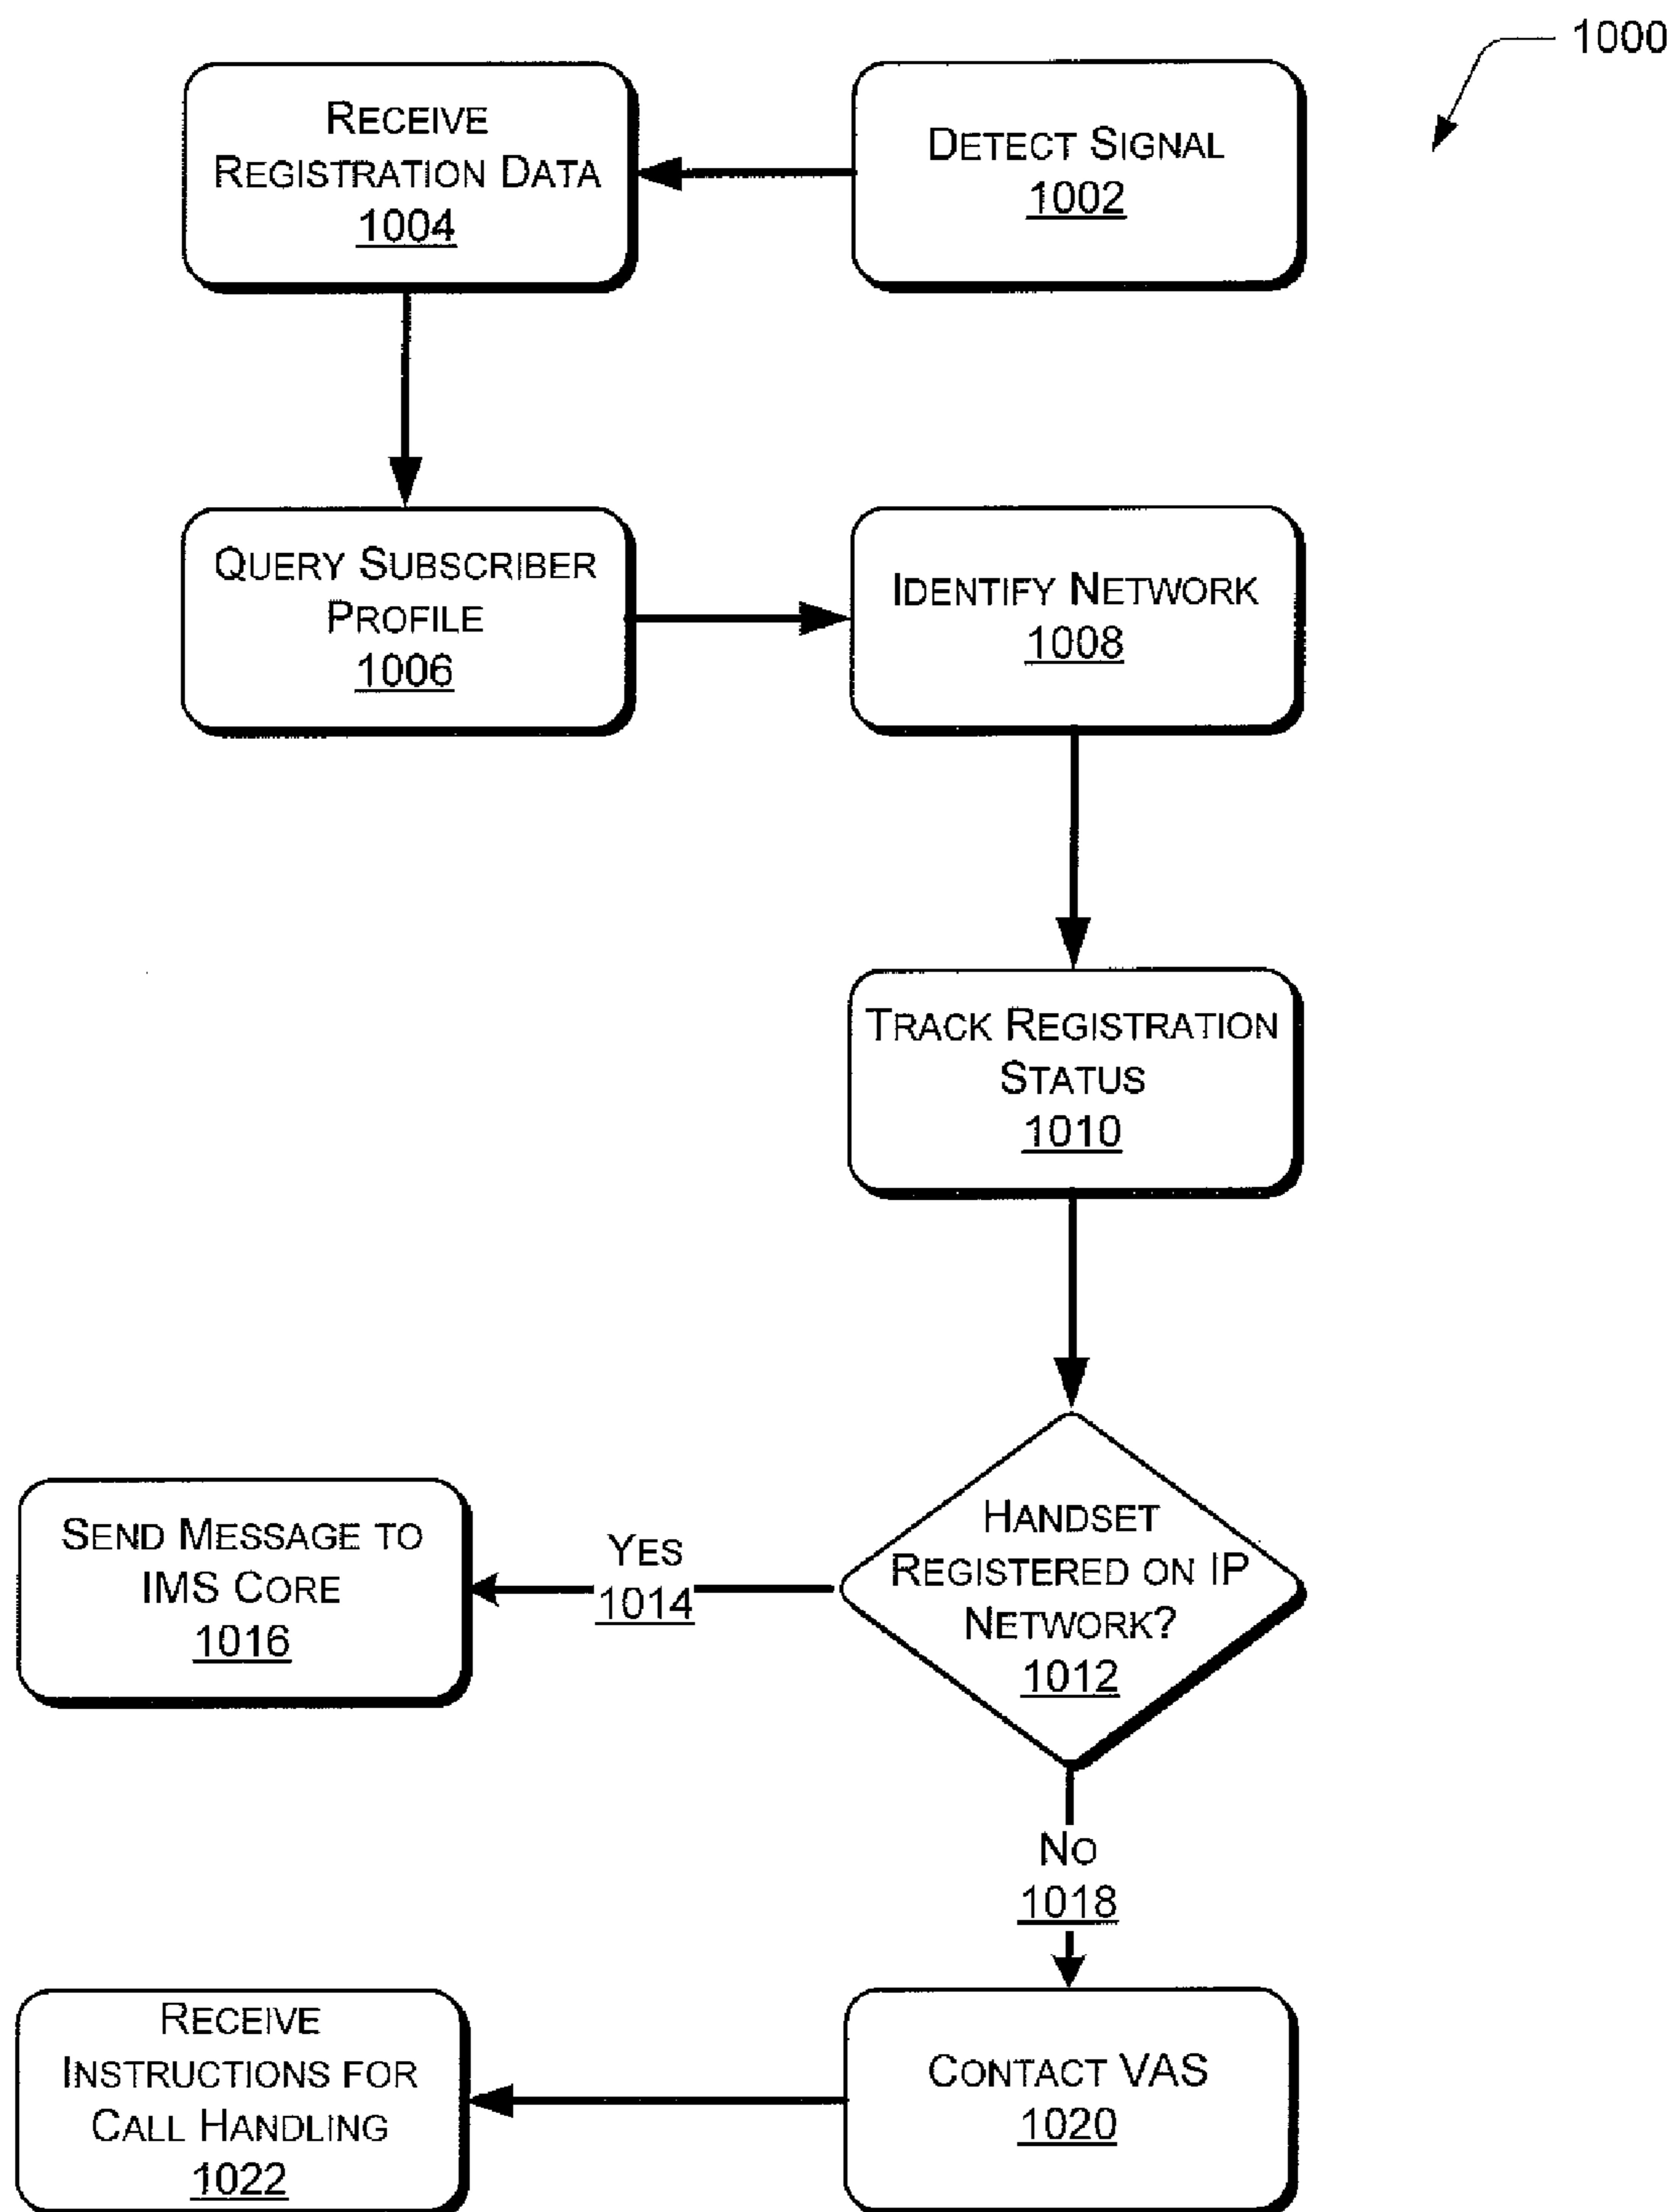 1000
RECEIVE
REGISTRATION DATA
1004
DETECT SIGNAL
1002
QUERY SUBSCRIBER
PROFILE
1006
IDENTIFY NETWORK
1008
TRACK REGISTRATION
STATUS
1010
HANDSET
REGISTERED ON IP
NETWORK?
1012
YES
1014
SEND MESSAGE TO
IMS CORE
1016
NO
1018
CONTACT VAS
1020
RECEIVE
INSTRUCTIONS FOR
CALL HANDLING
1022